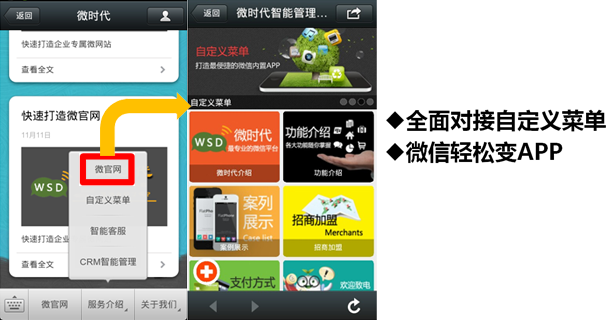 返回
微时代
快速打造企业专属微网站
查看全文
快速打造微官网
11月11日
WSD
快速打造企
查看全文
微官网
自定义菜单
智能客服
CRM智能管理
微官网
服务介绍
关于我们
返回
微时代智能管理...
自定义菜单
打造最便捷的微信内置APP
自定义菜单
WSD
微时代
最专业的微信平台
微时代介绍
功能介绍
各大功能随你掌握
功能介绍
案列
展示
Case list
案例展示
招商加盟
Merchants
招商加盟
支付方式
欢迎致电
◆全面对接自定义菜单
◆微信轻松变APP